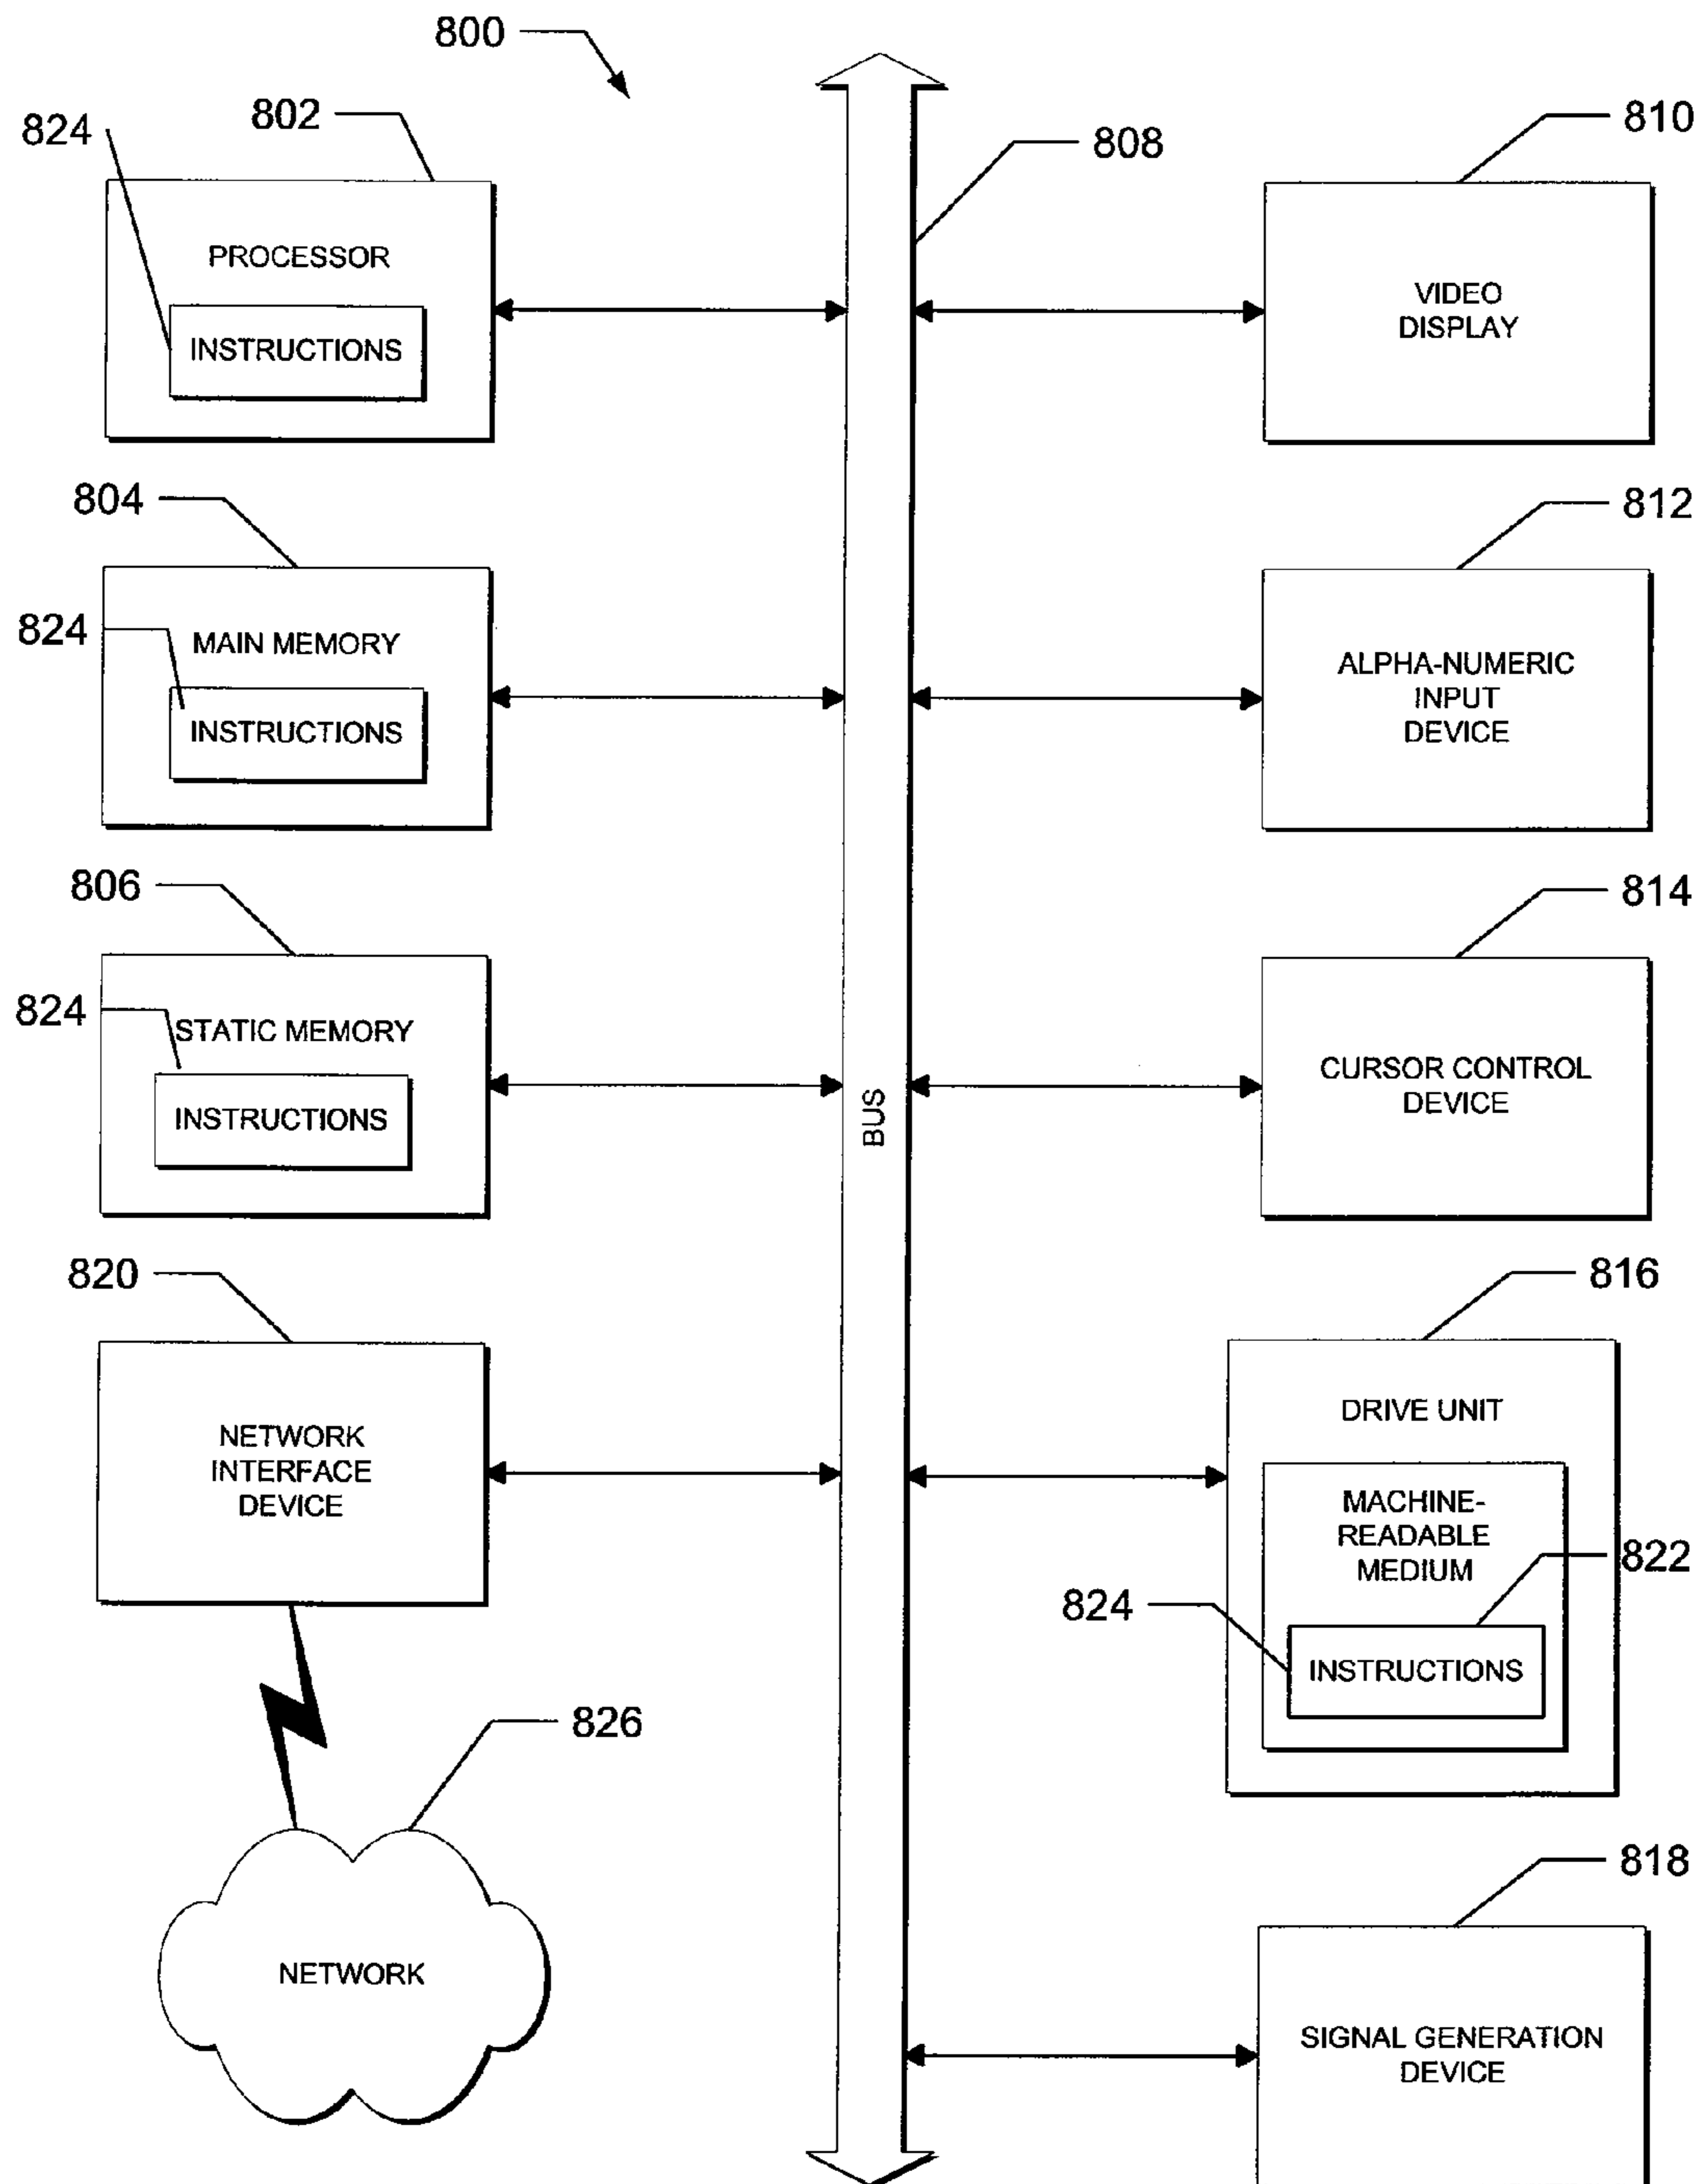 800
824
802
808
810
PROCESSOR
INSTRUCTIONS
VIDEO
DISPLAY
804
812
824
MAIN MEMORY
INSTRUCTIONS
ALPHA-NUMERIC
INPUT
DEVICE
806
814
824
STATIC MEMORY
INSTRUCTIONS
BUS
CURSOR CONTROL
DEVICE
820
816
NETWORK
INTERFACE
DEVICE
DRIVE UNIT
MACHINE-
READABLE
MEDIUM
822
824
INSTRUCTIONS
826
818
NETWORK
SIGNAL GENERATION
DEVICE